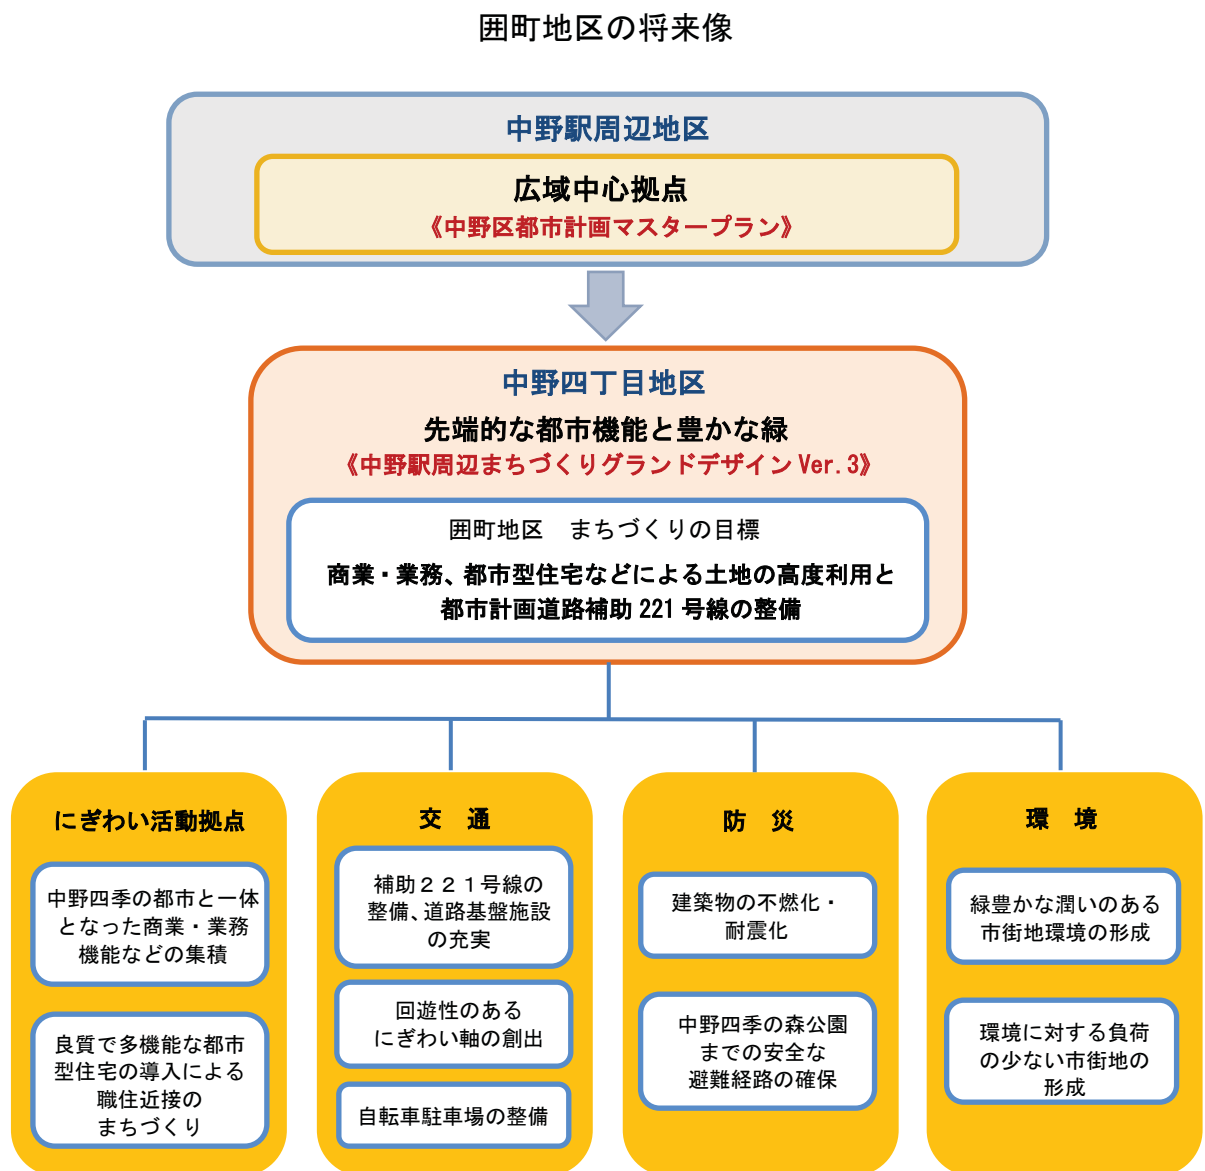 囲町地区の将来像
中野駅周辺地区
広域中心拠点
《中野区都市計画マスタープラン》
中野四丁目地区
先端的な都市機能と豊かな緑
《中野駅周辺まちづくりグランドデザイン Ver.3》
囲町地区　まちづくりの目標
商業・業務、都市型住宅などによる土地の高度利用と
都市計画道路補助 221 号線の整備
にぎわい活動拠点
中野四季の都市と一体
となった商業・業務
機能などの集積
良質で多機能な都市
型住宅の導入による
職住近接の
まちづくり
交　通
補助２２１号線の
整備、道路基盤施設
の充実
回遊性のある
にぎわい軸の創出
自転車駐車場の整備
防　災
建築物の不燃化・
耐震化
中野四季の森公園
までの安全な
避難経路の確保
環　境
緑豊かな潤いのある
市街地環境の形成
環境に対する負荷
の少ない市街地の
形成